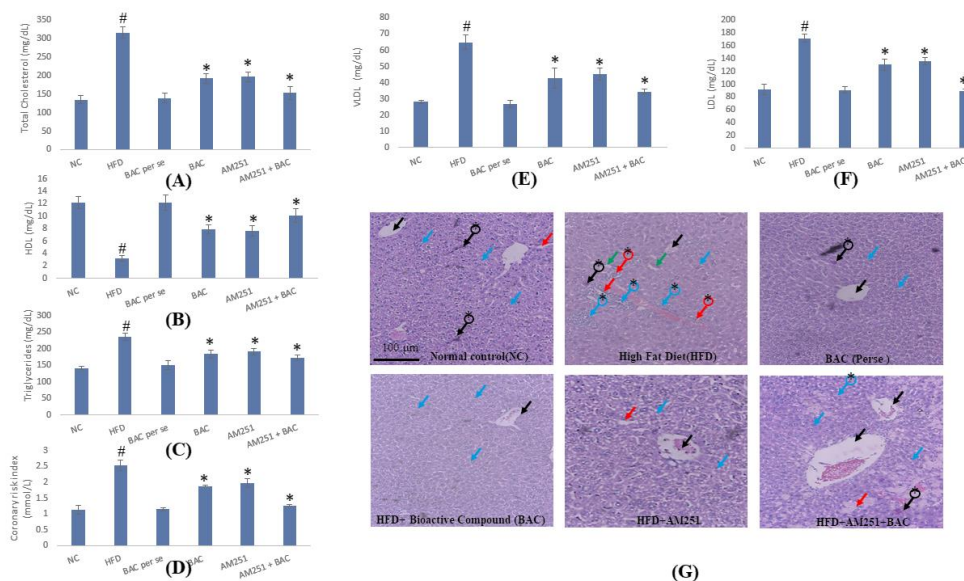 Total Cholesterol (mg/dL)
350
300
250
200
150
100
50
0
#
*
*
*
NC
HFD
BAC per se
BAC
AM251
AM251 + BAC
(A)
HDL (mg/dL)
16
14
12
10
8
6
4
2
0
#
*
*
*
NC
HFD
BAC per se
BAC
AM251
AM251 + BAC
(B)
Triglycerides (mg/dL)
300
250
200
150
100
50
0
#
*
*
*
NC
HFD
BAC per se
BAC
AM251
AM251 + BAC
(C)
Coronary risk index
(mmol/L)
3
2.5
2
1.5
1
0.5
0
#
*
*
*
NC
HFD
BAC per se
BAC
AM251
AM251 + BAC
(D)
VLDL (mg/dL)
80
70
60
50
40
30
20
10
0
#
*
*
*
NC
HFD
BAC per se
BAC
AM251
AM251 + BAC
(E)
LDL (mg/dL)
200
180
160
140
120
100
80
60
40
20
0
#
*
*
*
NC
HFD
BAC per se
BAC
AM251
AM251 + BAC
(F)
100 µm
Normal control(NC)
High Fat Diet(HFD)
BAC (Perse )
HFD+ Bioactive Compound (BAC)
HFD+AM251
HFD+AM251+BAC
(G)